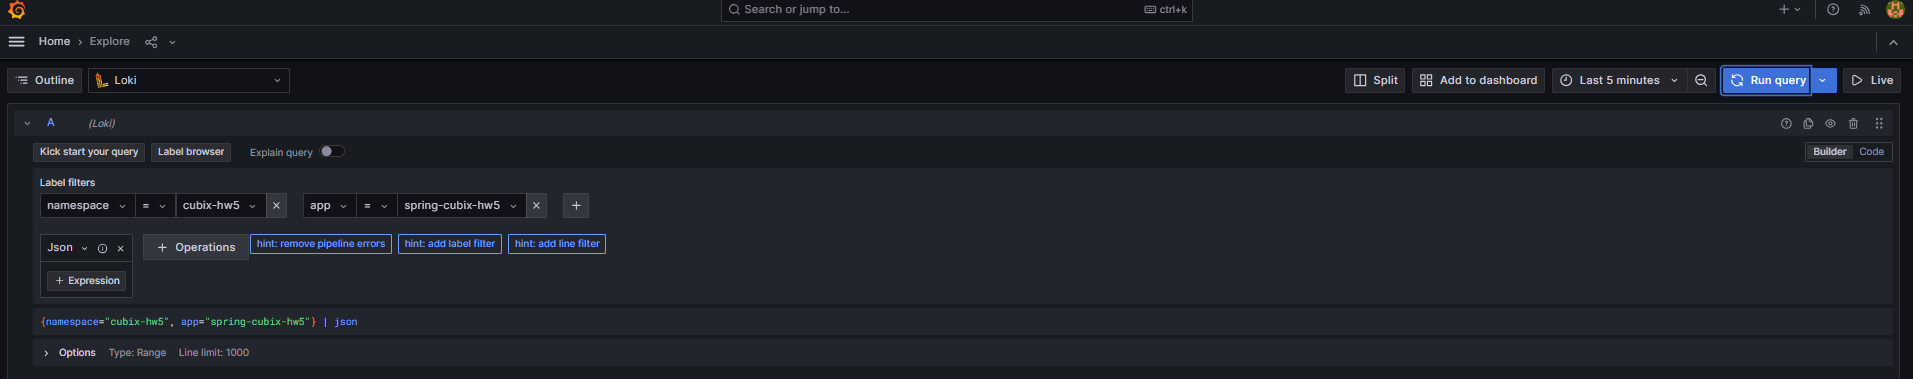 Search or jump to... ctrl+k
Home › Explore
Outline Loki Split Add to dashboard Last 5 minutes Run query Live
A (Loki)
Kick start your query Label browser Explain query Builder Code
Label filters
namespace = cubix-hw5 app = spring-cubix-hw5
Json + Operations hint: remove pipeline errors hint: add label filter hint: add line filter
+ Expression
{namespace="cubix-hw5", app="spring-cubix-hw5"} | json
Options Type: Range Line limit: 1000